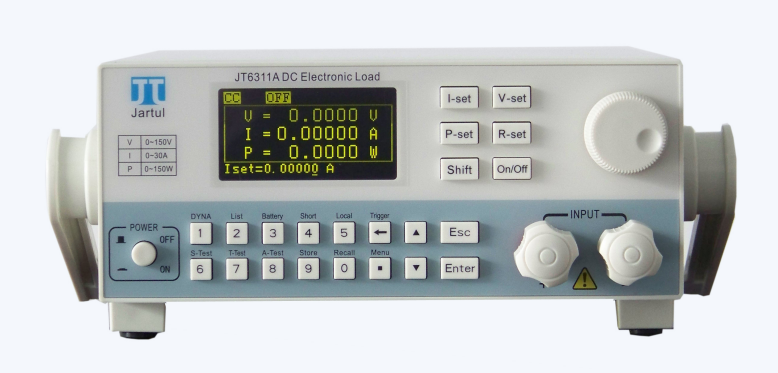 JT6311A DC Electronic Load
JT
Jartul
V 0~150V
I 0~30A
P 0~150W
CC OFF
V = 0.0000 V
I =0.00000 A
P = 0.0000 W
Iset=0.00000 A
I-set V-set
P-set R-set
Shift On/Off
POWER
OFF
ON
DYNA List Battery Short Local Trigger
1 2 3 4 5 ← ▲ Esc
S-Test T-Test A-Test Store Recall Menu
6 7 8 9 0 ■ ▼ Enter
INPUT